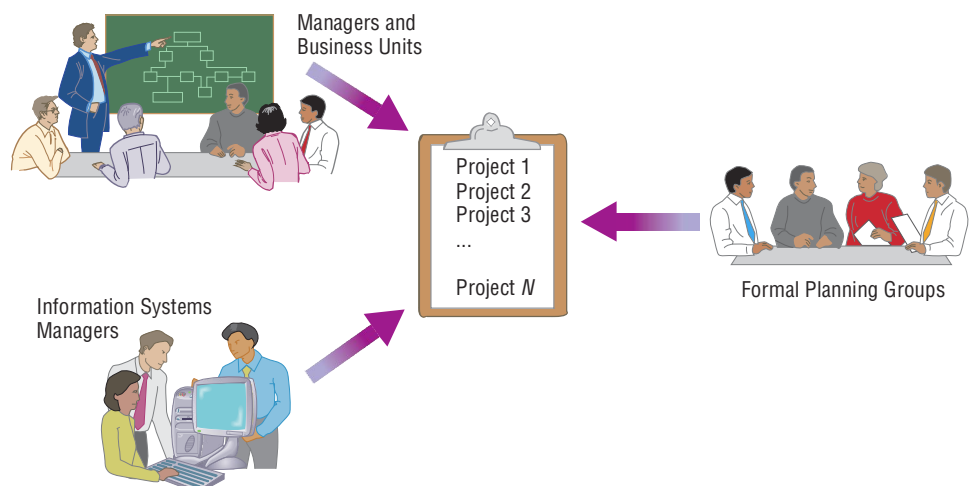 Managers and
Business Units
Project 1
Project 2
Project 3
...
Project N
Formal Planning Groups
Information Systems
Managers